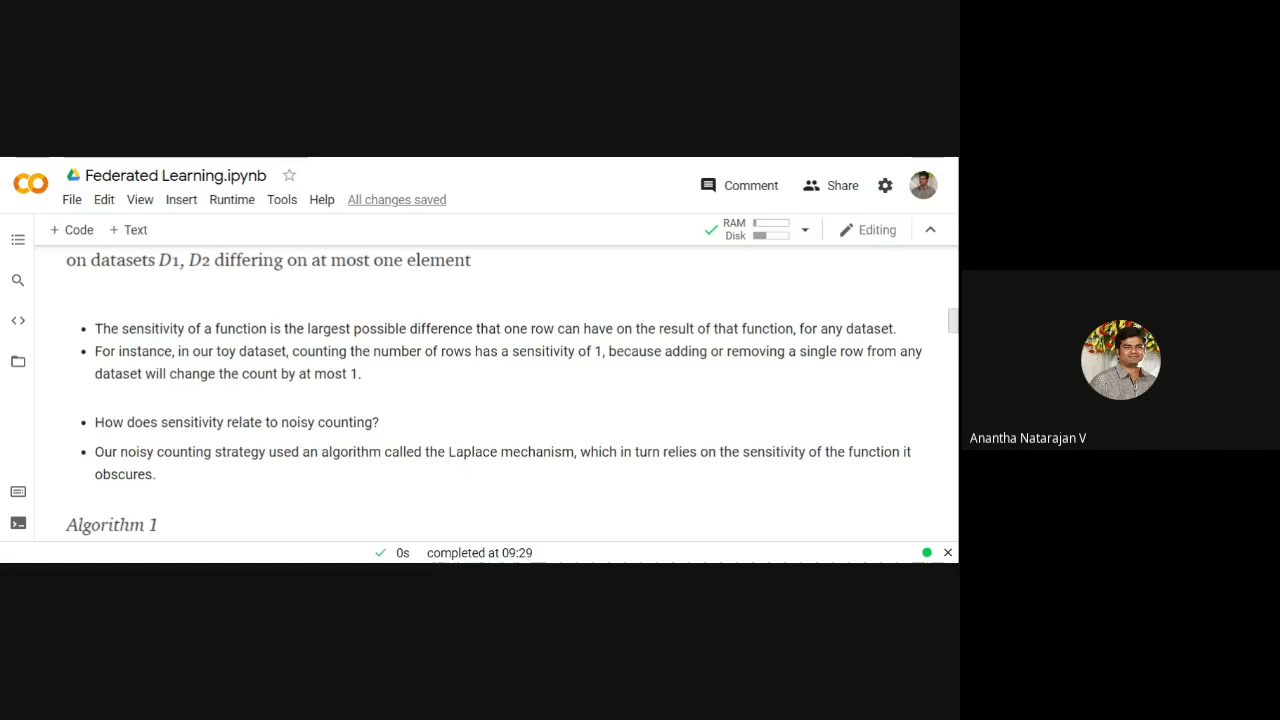 Federated Learning.ipynb
Comment
Share
File Edit View Insert Runtime Tools Help All changes saved
+ Code + Text
RAM
Disk
Editing
on datasets D1, D2 differing on at most one element
• The sensitivity of a function is the largest possible difference that one row can have on the result of that function, for any dataset.
• For instance, in our toy dataset, counting the number of rows has a sensitivity of 1, because adding or removing a single row from any
dataset will change the count by at most 1.
• How does sensitivity relate to noisy counting?
• Our noisy counting strategy used an algorithm called the Laplace mechanism, which in turn relies on the sensitivity of the function it
obscures.
Algorithm 1
0s completed at 09:29
Anantha Natarajan V